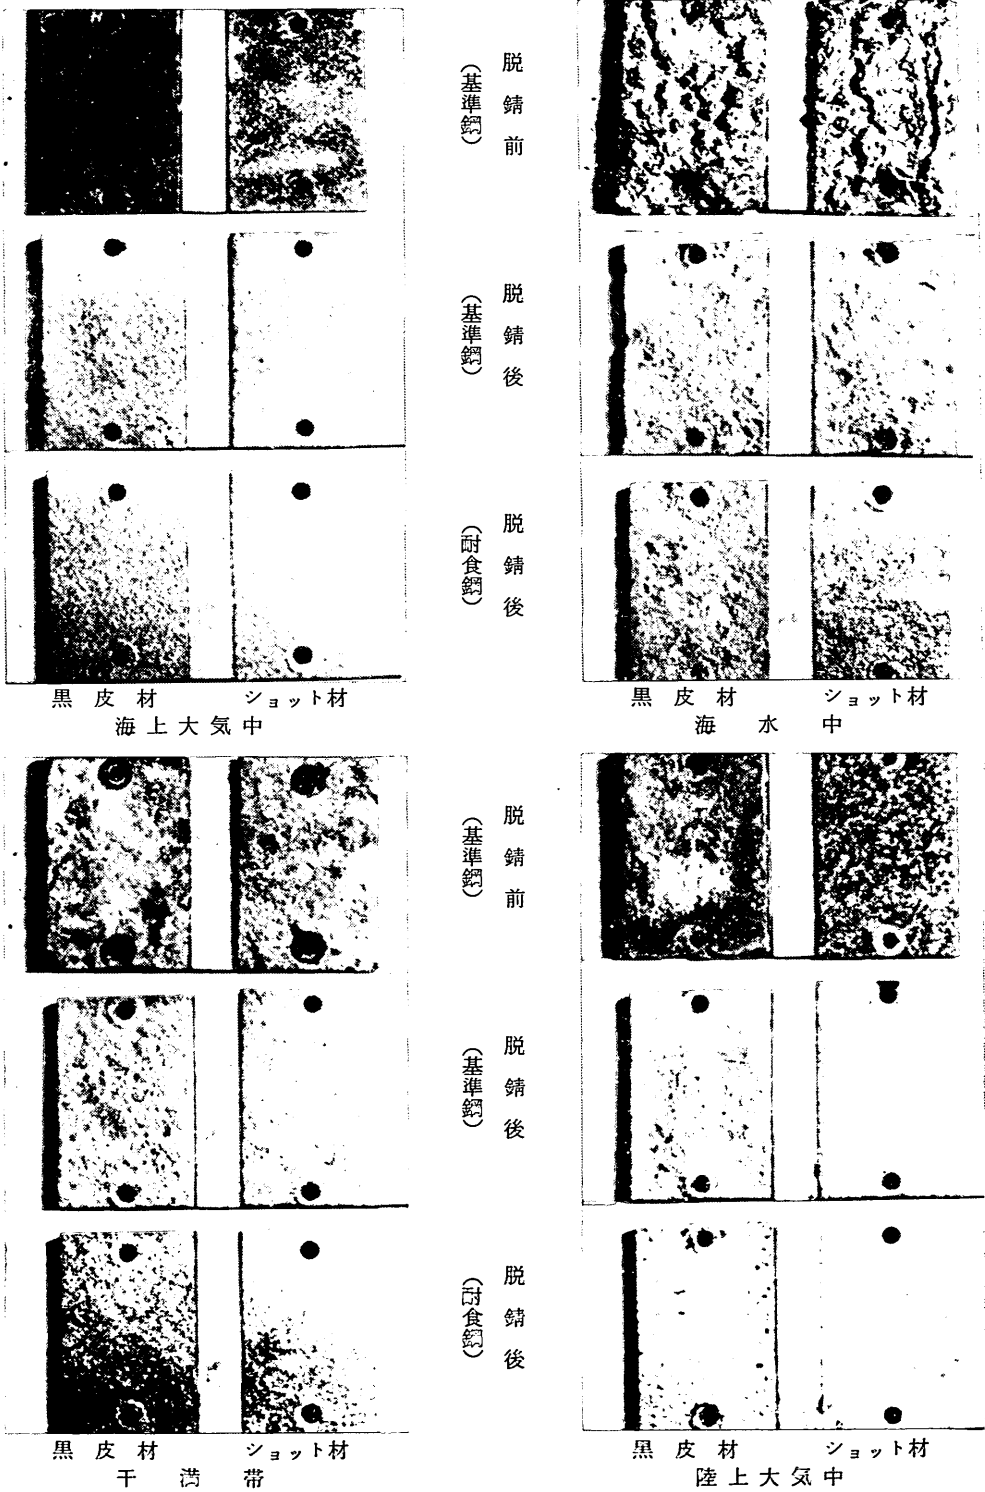 脱錆前
（基準鋼）
脱錆後
（基準鋼）
脱錆後
（耐食鋼）
黒皮材 ショット材
海上大気中
黒皮材 ショット材
海水中
脱錆前
（基準鋼）
脱錆後
（基準鋼）
脱錆後
（耐食鋼）
黒皮材 ショット材
干満帯
黒皮材 ショット材
陸上大気中